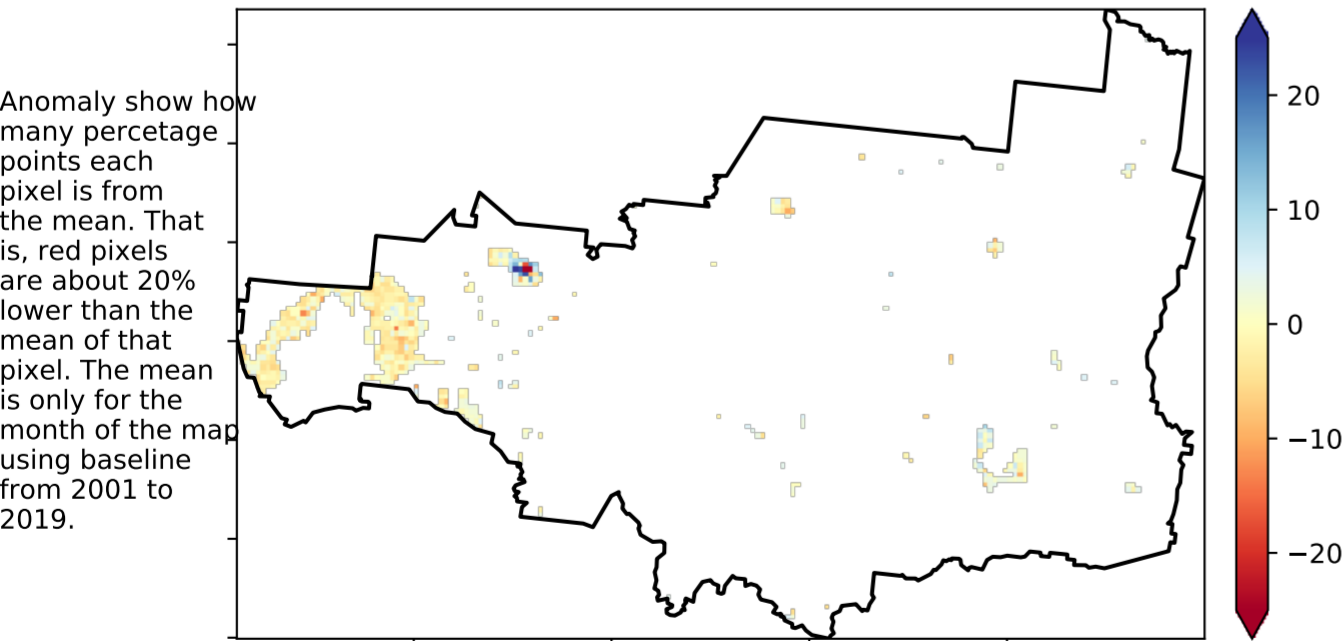 Anomaly show how
many percetage
points each
pixel is from
the mean. That
is, red pixels
are about 20%
lower than the
mean of that
pixel. The mean
is only for the
month of the map
using baseline
from 2001 to
2019.
20
10
0
−10
−20